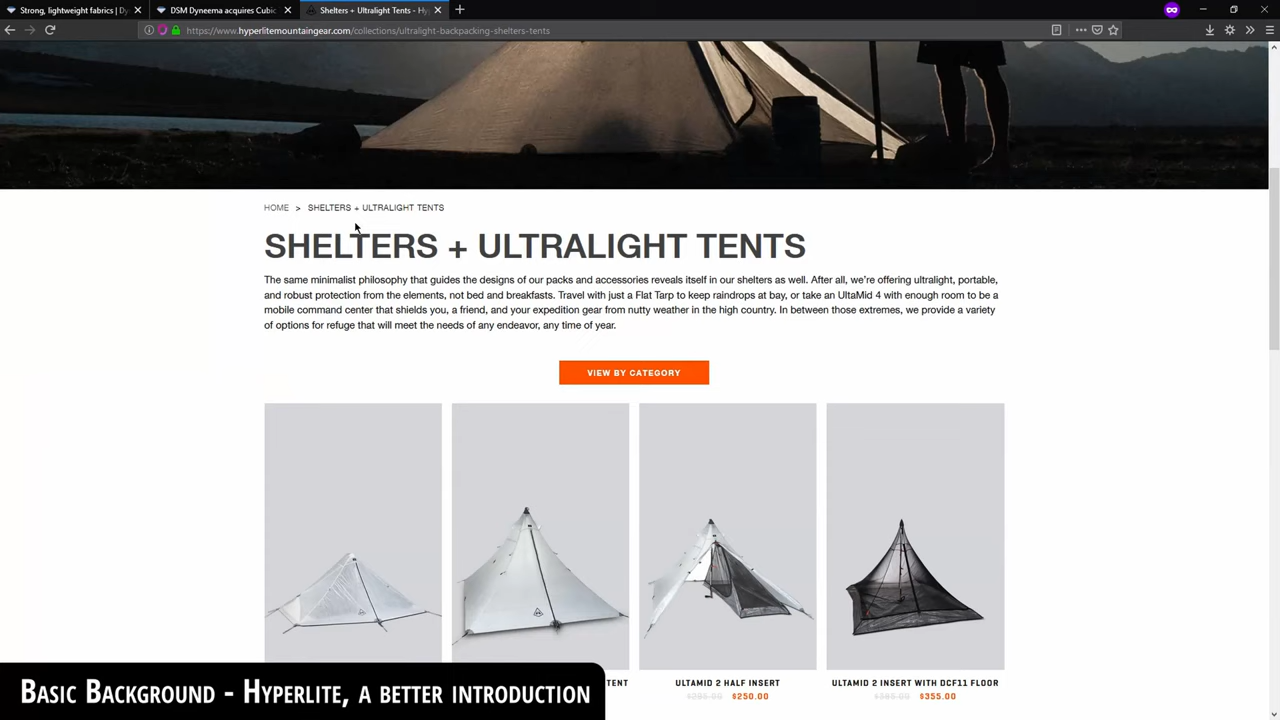 Strong, lightweight fabrics | Dy
DSM Dyneema acquires Cubic
Shelters + Ultralight Tents - Hy
https://www.hyperlitemountaingear.com/collections/ultralight-backpacking-shelters-tents
HOME > SHELTERS + ULTRALIGHT TENTS
SHELTERS + ULTRALIGHT TENTS
The same minimalist philosophy that guides the designs of our packs and accessories reveals itself in our shelters as well. After all, we're offering ultralight, portable,
and robust protection from the elements, not bed and breakfasts. Travel with just a Flat Tarp to keep raindrops at bay, or take an UltaMid 4 with enough room to be a
mobile command center that shields you, a friend, and your expedition gear from nutty weather in the high country. In between those extremes, we provide a variety
of options for refuge that will meet the needs of any endeavor, any time of year.
VIEW BY CATEGORY
TENT
ULTAMID 2 HALF INSERT
ULTAMID 2 INSERT WITH DCF11 FLOOR
$250.00
$355.00
Basic Background - Hyperlite, a better introduction